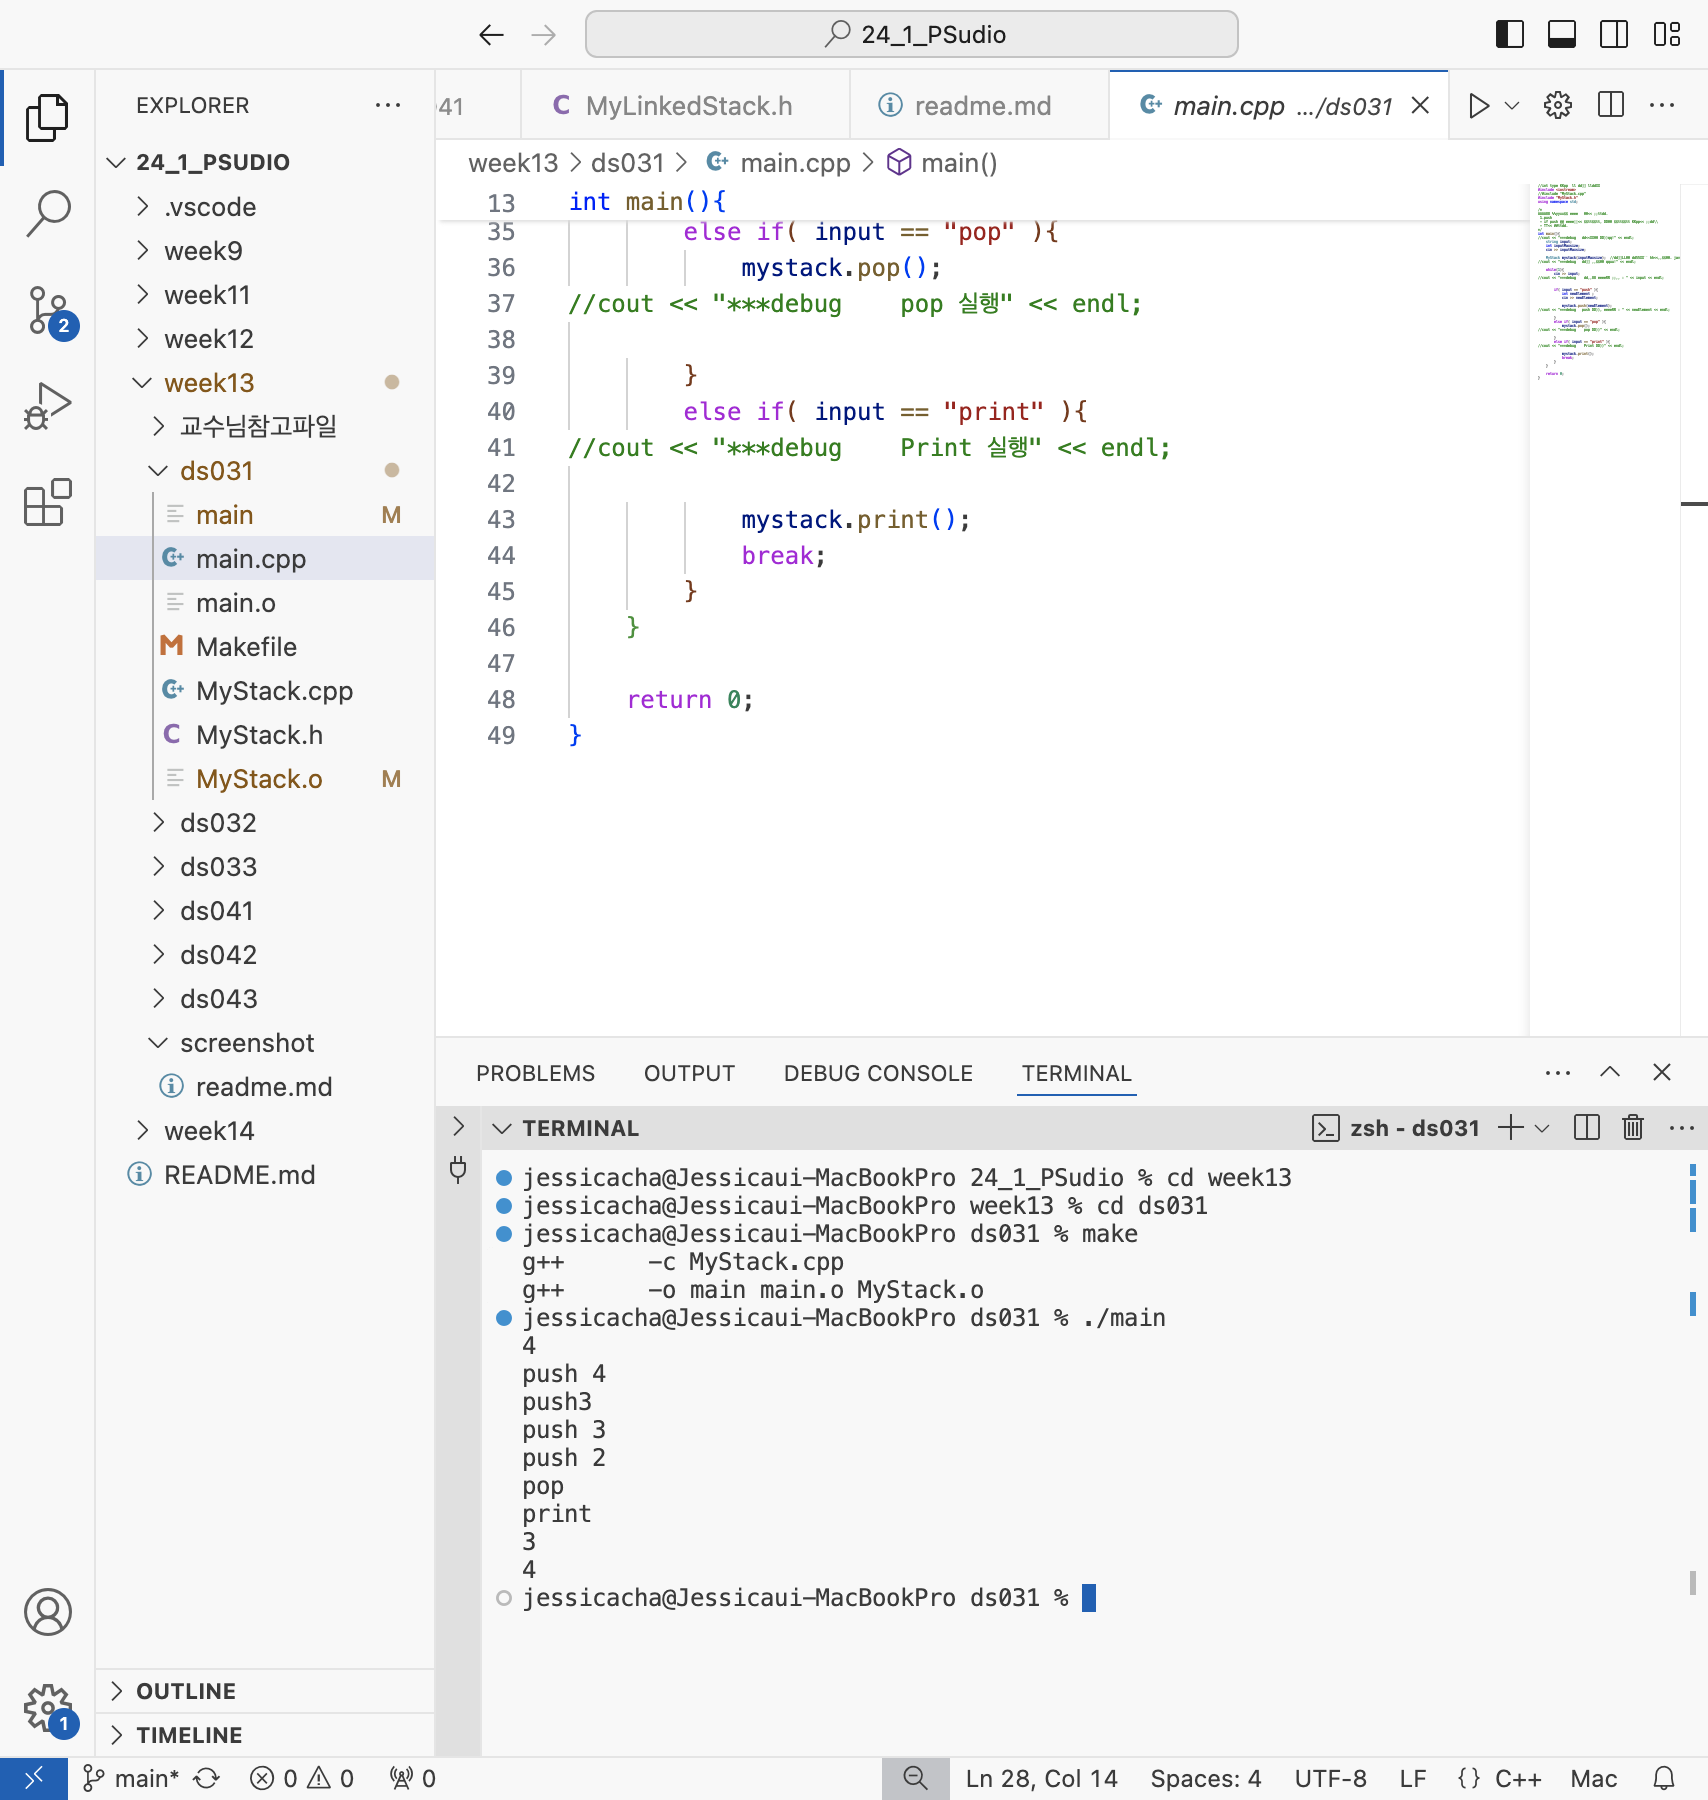 24_1_PSudio
EXPLORER
41
MyLinkedStack.h
readme.md
main.cpp .../ds031
24_1_PSUDIO
.vscode
week9
week11
week12
week13
교수님참고파일
ds031
main M
main.cpp
main.o
Makefile
MyStack.cpp
MyStack.h
MyStack.o M
ds032
ds033
ds041
ds042
ds043
screenshot
readme.md
week14
README.md
OUTLINE
TIMELINE
2
1
week13 > ds031 > main.cpp > main()
13 int main(){
35 else if( input == "pop" ){
36 mystack.pop();
37 //cout << "***debug    pop 실행" << endl;
38
39 }
40 else if( input == "print" ){
41 //cout << "***debug    Print 실행" << endl;
42
43 mystack.print();
44 break;
45 }
46 }
47
48 return 0;
49 }
PROBLEMS OUTPUT DEBUG CONSOLE TERMINAL
TERMINAL
zsh - ds031
jessicacha@Jessicaui-MacBookPro 24_1_PSudio % cd week13
jessicacha@Jessicaui-MacBookPro week13 % cd ds031
jessicacha@Jessicaui-MacBookPro ds031 % make
g++      -c MyStack.cpp
g++      -o main main.o MyStack.o
jessicacha@Jessicaui-MacBookPro ds031 % ./main
4
push 4
push3
push 3
push 2
pop
print
3
4
jessicacha@Jessicaui-MacBookPro ds031 %
main* 0 0 0 Ln 28, Col 14 Spaces: 4 UTF-8 LF {} C++ Mac